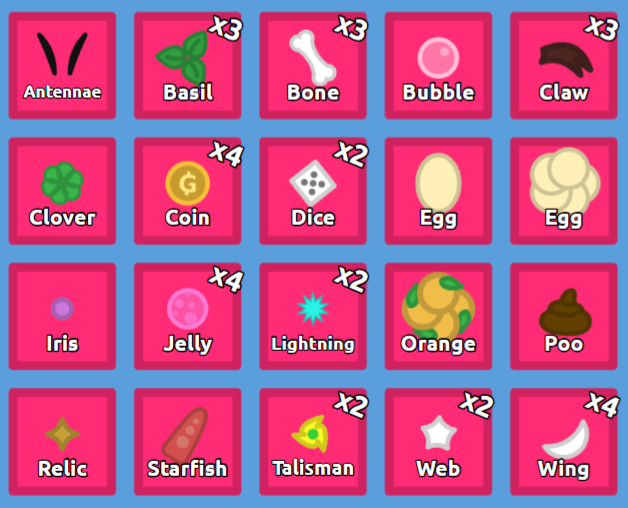 Antennae
x3
Basil
x3
Bone
Bubble
x3
Claw
Clover
x4
G
Coin
x2
Dice
Egg
Egg
Iris
x4
Jelly
x2
Lightning
Orange
Poo
Relic
Starfish
x2
Talisman
x2
Web
x4
Wing